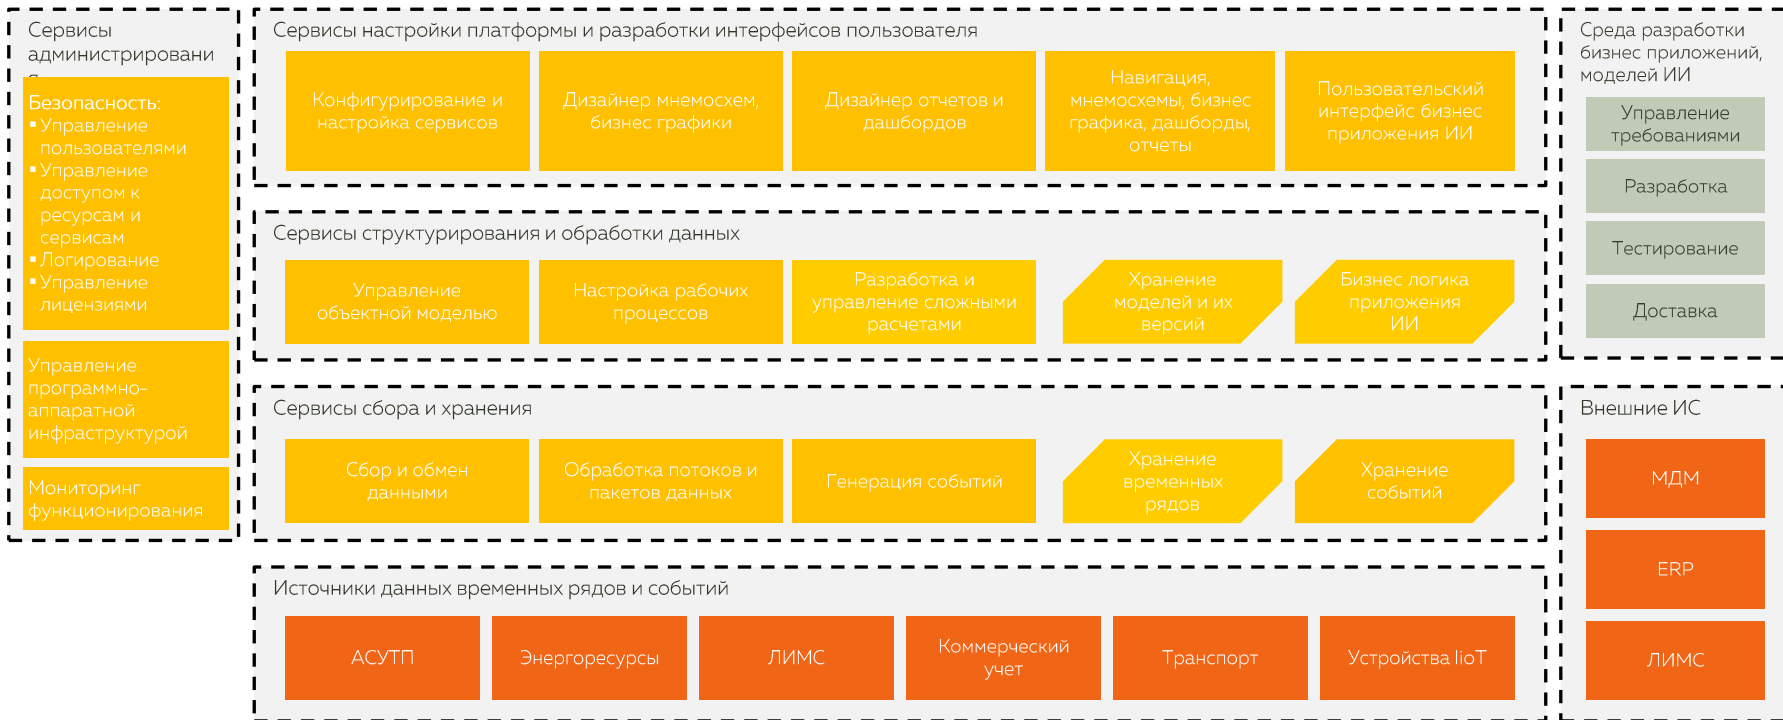 Сервисы
администрировани
я
Безопасность:
▪ Управление
пользователями
▪ Управление
доступом к
ресурсам и
сервисам
▪ Логирование
▪ Управление
лицензиями
Управление
программно-
аппаратной
инфраструктурой
Мониторинг
функционирования
Сервисы настройки платформы и разработки интерфейсов пользователя
Конфигурирование и
настройка сервисов
Дизайнер мнемосхем,
бизнес графики
Дизайнер отчетов и
дашбордов
Навигация,
мнемосхемы, бизнес
графика, дашборды,
отчеты
Пользовательский
интерфейс бизнес
приложения ИИ
Сервисы структурирования и обработки данных
Управление
объектной моделью
Настройка рабочих
процессов
Разработка и
управление сложными
расчетами
Хранение
моделей и их
версий
Бизнес логика
приложения
ИИ
Сервисы сбора и хранения
Сбор и обмен
данными
Обработка потоков и
пакетов данных
Генерация событий
Хранение
временных
рядов
Хранение
событий
Источники данных временных рядов и событий
АСУТП
Энергоресурсы
ЛИМС
Коммерческий
учет
Транспорт
Устройства IioT
Среда разработки
бизнес приложений,
моделей ИИ
Управление
требованиями
Разработка
Тестирование
Доставка
Внешние ИС
МДМ
ERP
ЛИМС